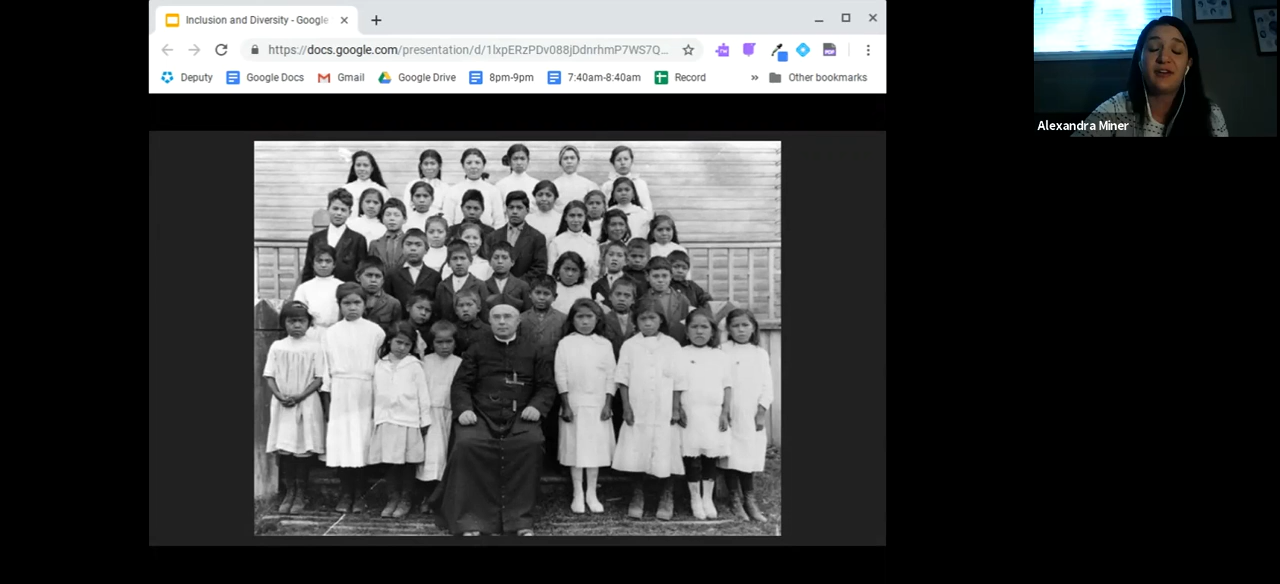 Inclusion and Diversity - Google
https://docs.google.com/presentation/d/1lxpERzPDv088jDdnrhmP7WS7Q...
Deputy Google Docs Gmail Google Drive 8pm-9pm 7:40am-8:40am Record » Other bookmarks
Alexandra Miner